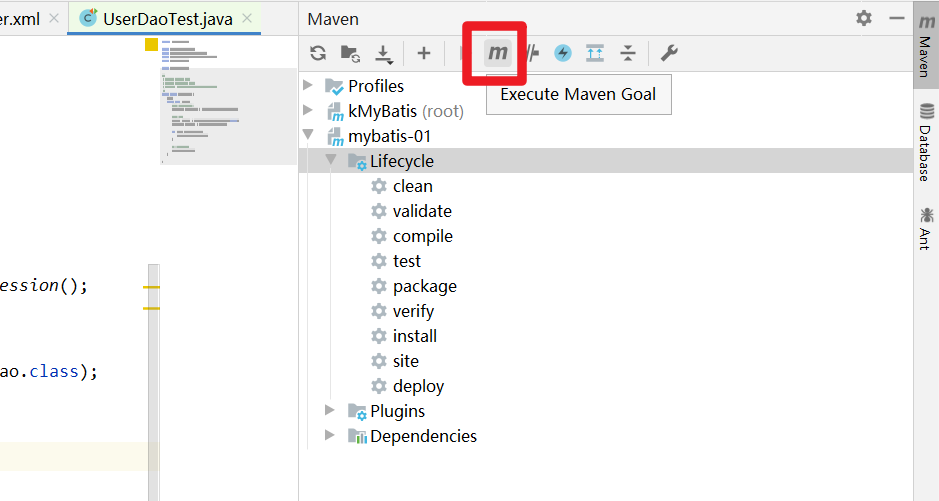 er.xml
UserDaoTest.java
Maven
m
Execute Maven Goal
Profiles
kMyBatis (root)
mybatis-01
Lifecycle
clean
validate
compile
test
package
verify
install
site
deploy
Plugins
Dependencies
ession();
ao.class);
m
Maven
Database
Ant